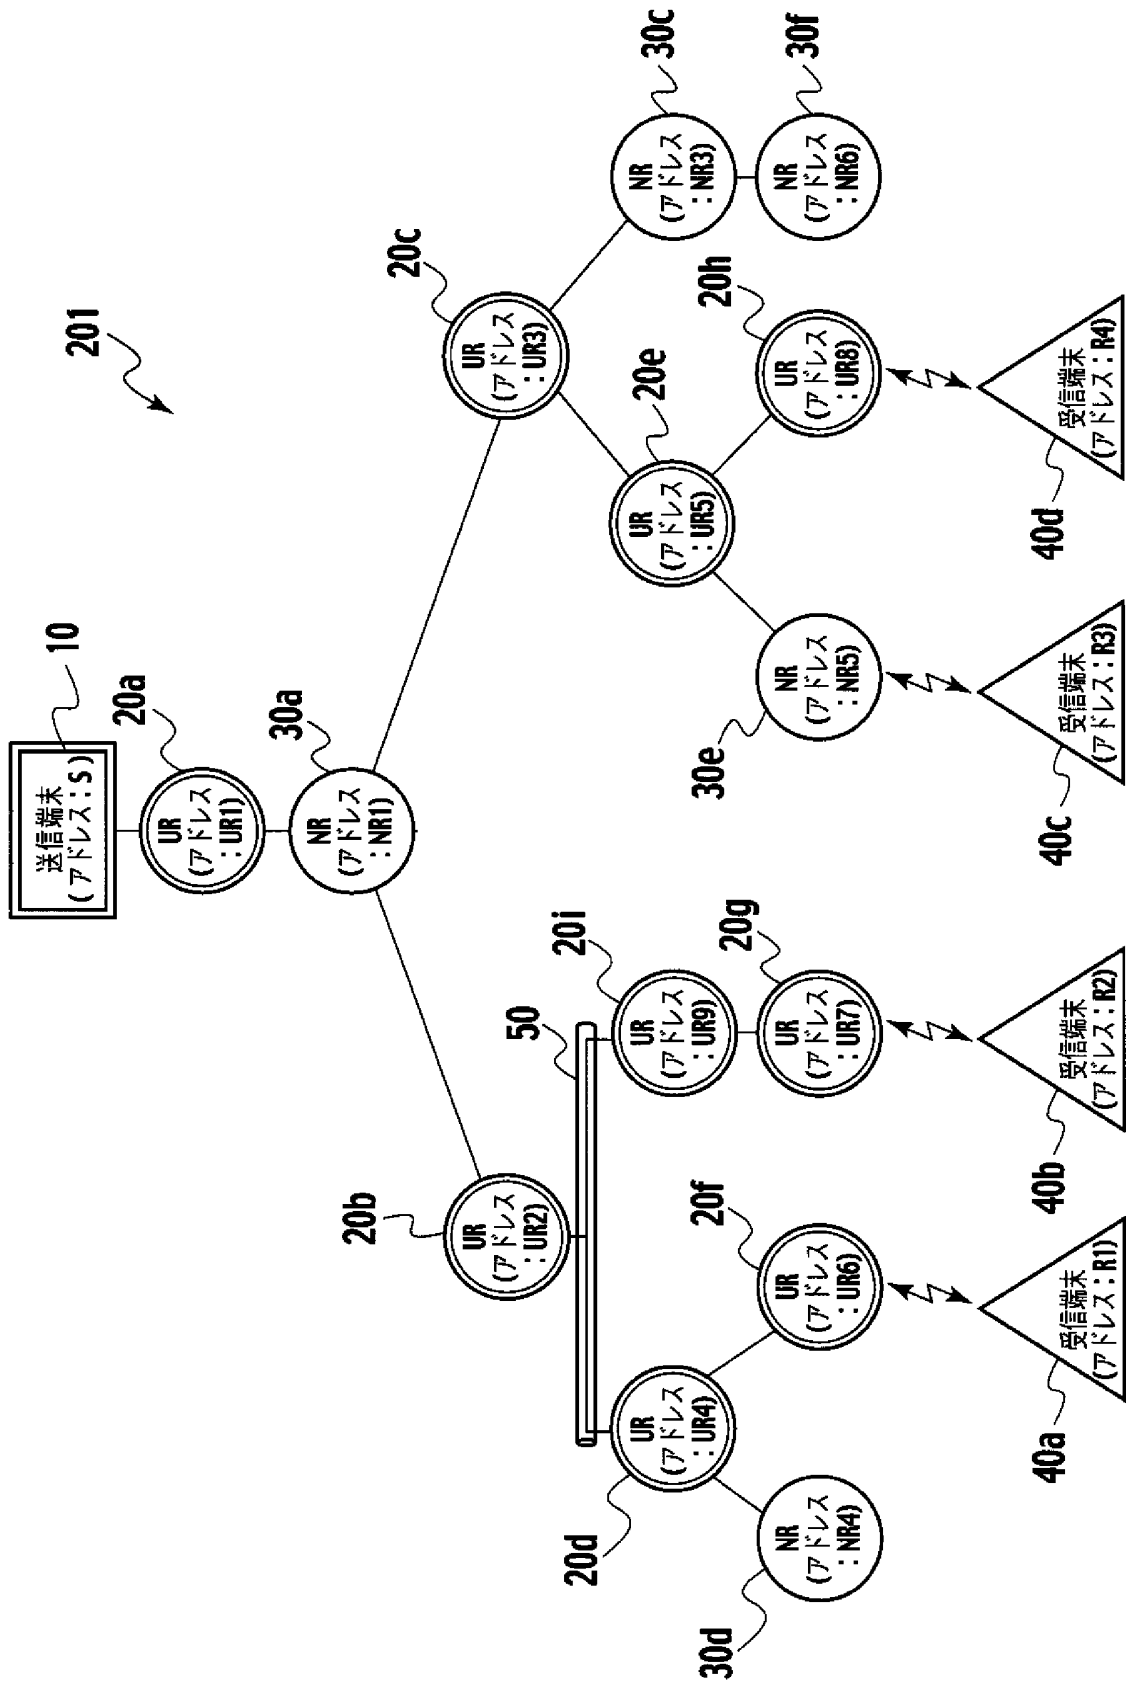 201
送信端末
(アドレス:S)
10
UR
(アドレス
:UR1)
20a
NR
(アドレス
:NR1)
30a
UR
(アドレス
:UR2)
20b
UR
(アドレス
:UR3)
20c
50
UR
(アドレス
:UR4)
20d
UR
(アドレス
:UR9)
20i
UR
(アドレス
:UR5)
20e
NR
(アドレス
:NR3)
30c
NR
(アドレス
:NR4)
30d
UR
(アドレス
:UR6)
20f
UR
(アドレス
:UR7)
20g
NR
(アドレス
:NR5)
30e
UR
(アドレス
:UR8)
20h
NR
(アドレス
:NR6)
30f
受信端末
(アドレス:R1)
40a
受信端末
(アドレス:R2)
40b
受信端末
(アドレス:R3)
40c
受信端末
(アドレス:R4)
40d